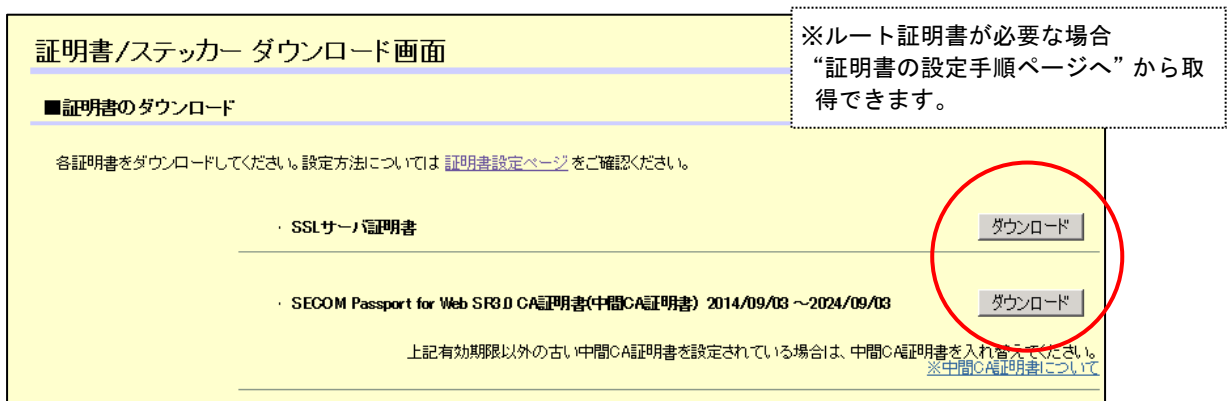 証明書/ステッカー ダウンロード画面
※ルート証明書が必要な場合
“証明書の設定手順ページへ” から取
得できます。
■証明書のダウンロード
各証明書をダウンロードしてください。設定方法については 証明書設定ページ をご確認ください。
・ SSLサーバ証明書
ダウンロード
・ SECOM Passport for Web SR3.0 CA証明書(中間CA証明書) 2014/09/03 ～2024/09/03
ダウンロード
上記有効期限以外の古い中間CA証明書を設定されている場合は、中間CA証明書を入れ替えてください。
※中間CA証明書について